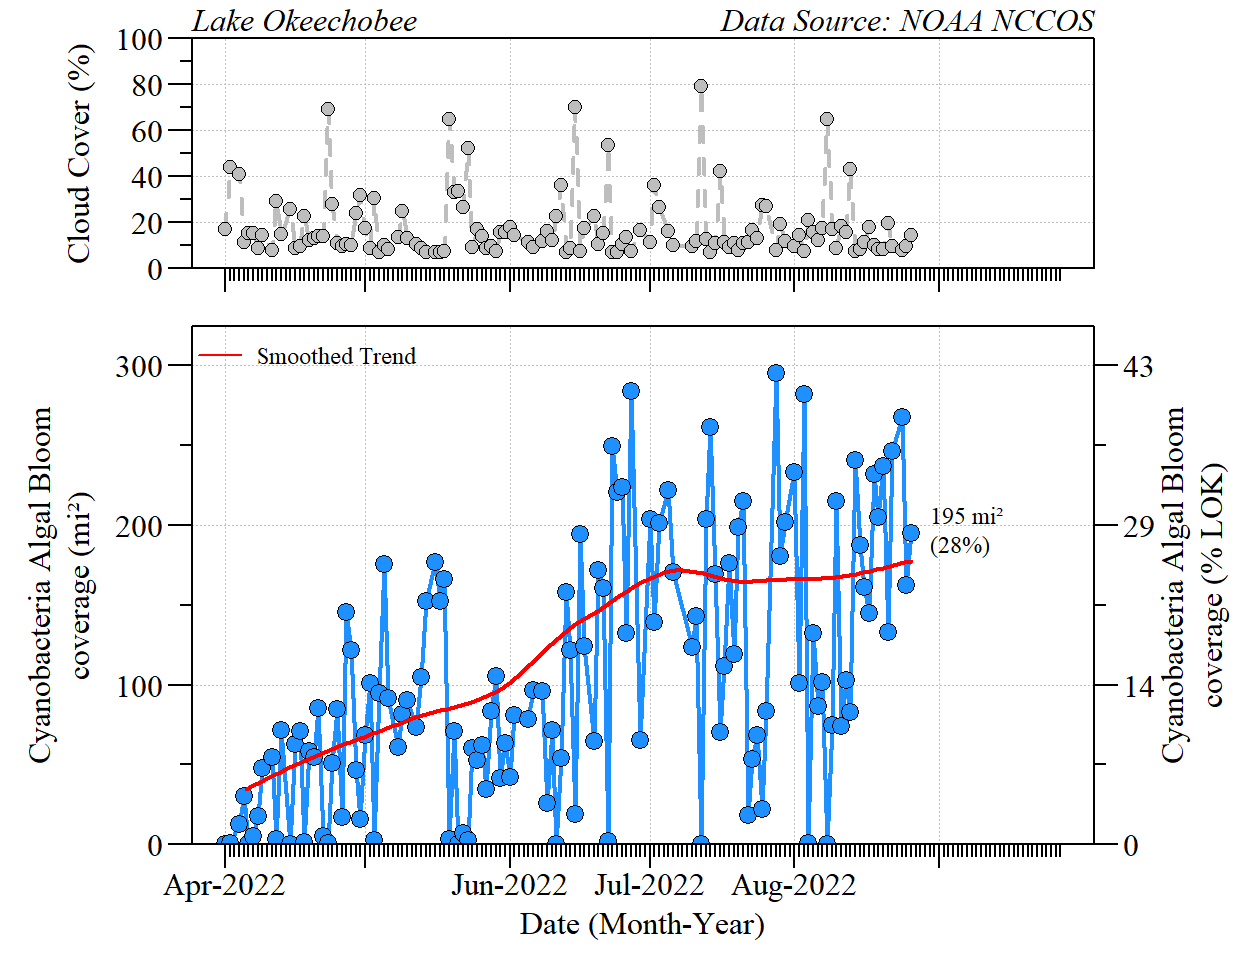 Lake Okeechobee
Data Source: NOAA NCCOS
Cloud Cover (%)
100
80
60
40
20
0
Smoothed Trend
Cyanobacteria Algal Bloom
coverage (mi²)
300
200
100
0
195 mi²
(28%)
43
29
14
0
Cyanobacteria Algal Bloom
coverage (% LOK)
Apr-2022
Jun-2022
Jul-2022
Aug-2022
Date (Month-Year)